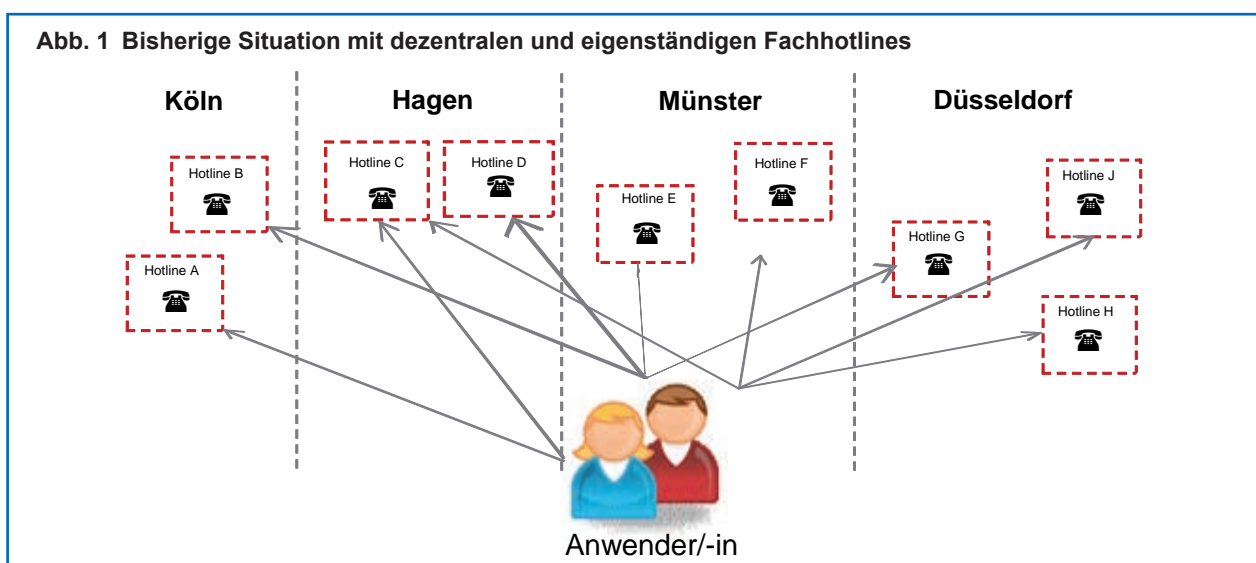 Abb. 1 Bisherige Situation mit dezentralen und eigenständigen Fachhotlines
Köln
Hagen
Münster
Düsseldorf
Hotline B
Hotline A
Hotline C
Hotline D
Hotline E
Hotline F
Hotline G
Hotline J
Hotline H
Anwender/-in